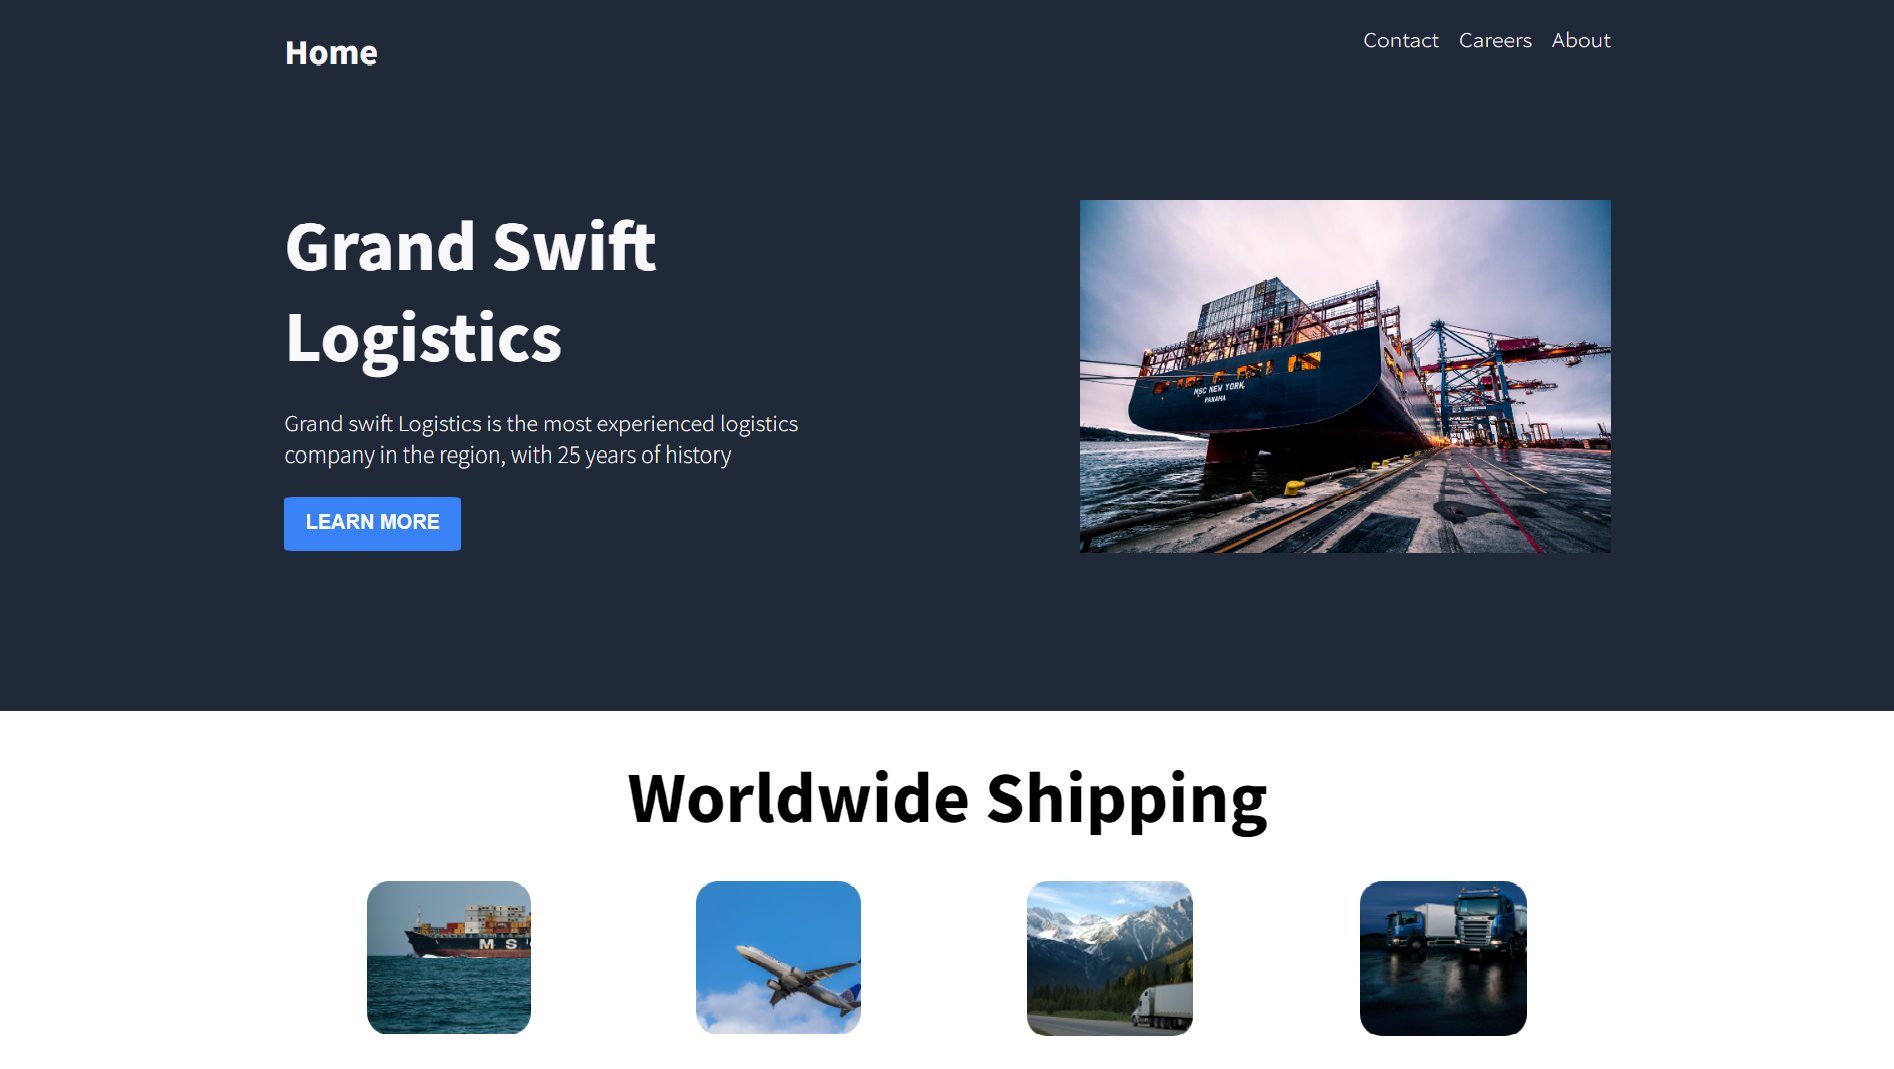 Home
Contact Careers About
Grand Swift
Logistics
Grand swift Logistics is the most experienced logistics
company in the region, with 25 years of history
LEARN MORE
MSC NEW YORK
PANAMA
Worldwide Shipping
M S